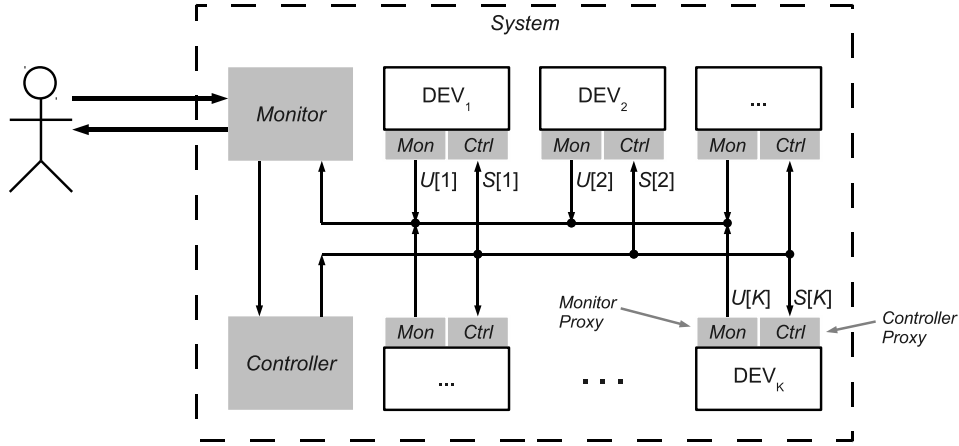 System
Monitor
DEV1
DEV2
...
Mon Ctrl
Mon Ctrl
Mon Ctrl
U[1] S[1]
U[2] S[2]
U[K] S[K]
Monitor
Proxy
Controller
Proxy
Controller
Mon Ctrl
Mon Ctrl
...
. . .
DEVK